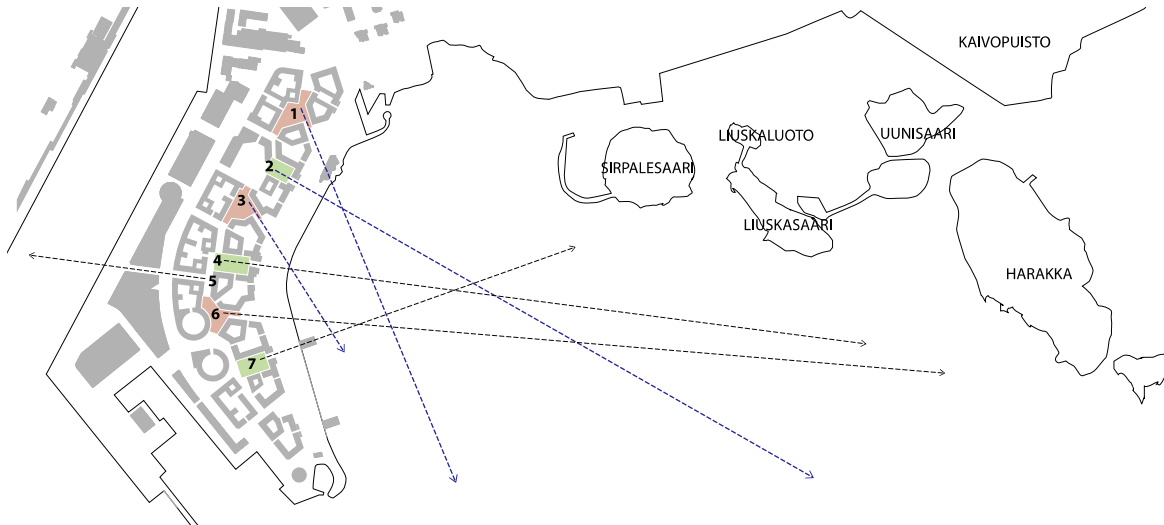 KAIVOPUISTO
1
LIUSKALUOTO
UUNISAARI
2
SIRPALESAARI
3
LIUSKASAARI
4
HARAKKA
5
6
7